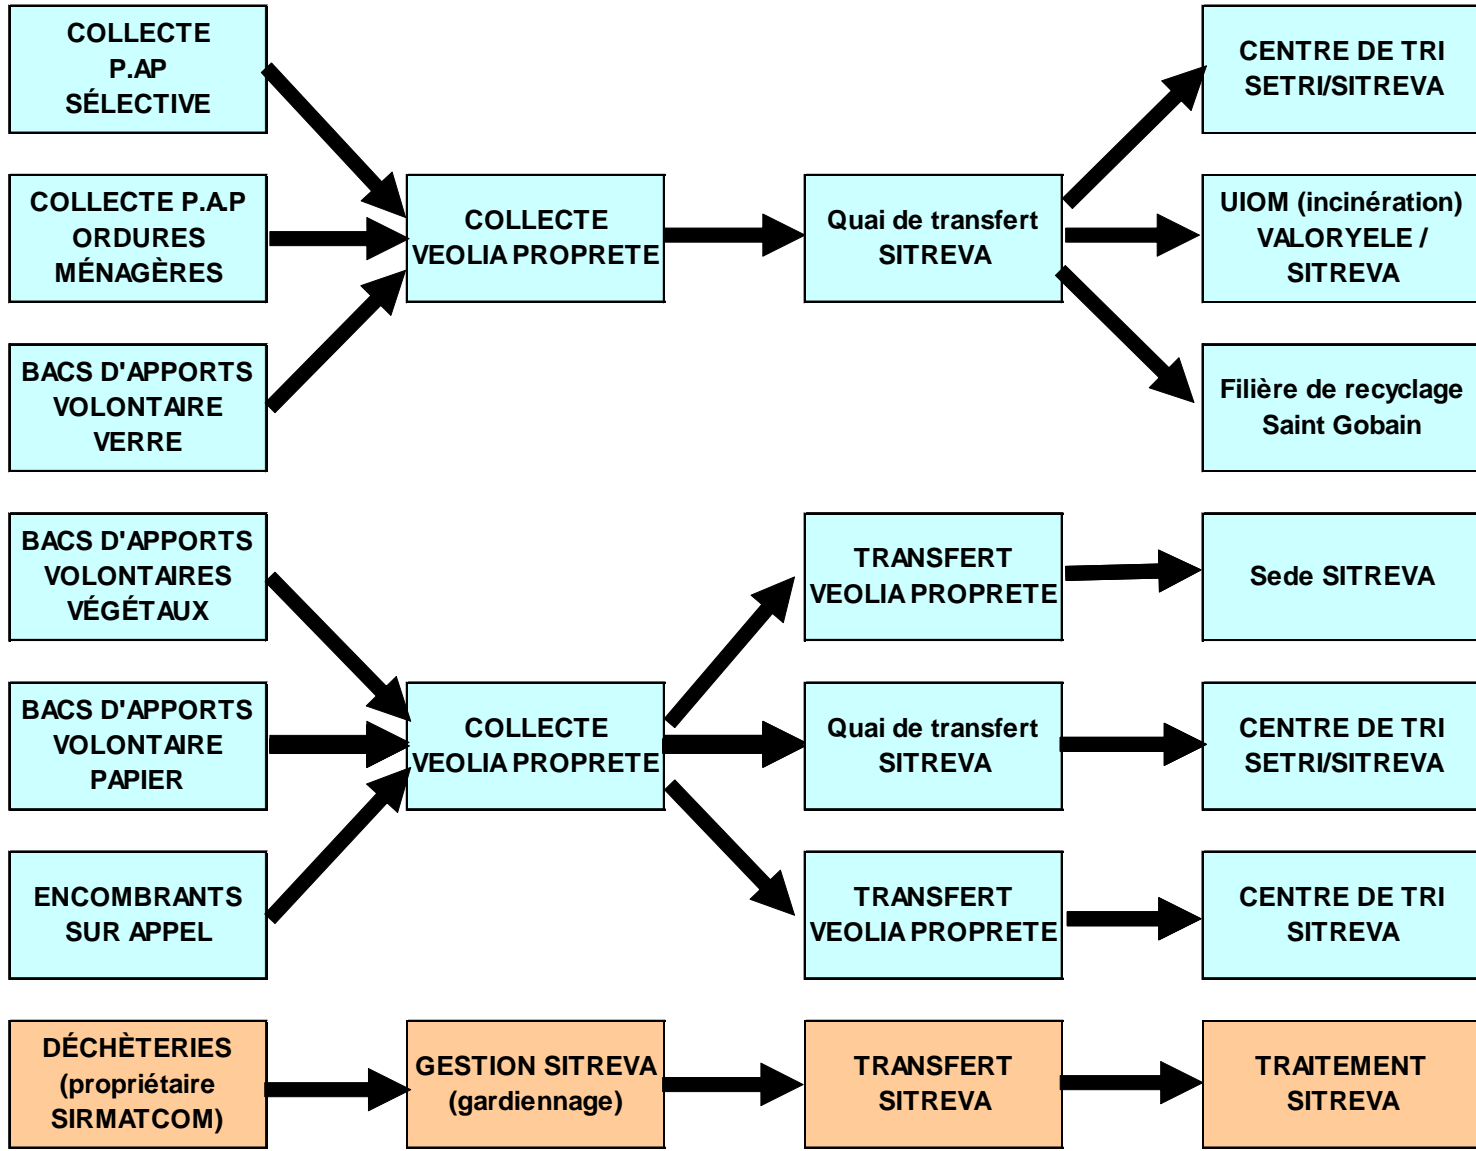 COLLECTE
P.AP
SÉLECTIVE
CENTRE DE TRI
SETRI/SITREVA
COLLECTE P.A.P
ORDURES
MÉNAGÈRES
COLLECTE
VEOLIA PROPRETE
Quai de transfert
SITREVA
UIOM (incinération)
VALORYELE /
SITREVA
BACS D'APPORTS
VOLONTAIRE
VERRE
Filière de recyclage
Saint Gobain
BACS D'APPORTS
VOLONTAIRES
VÉGÉTAUX
TRANSFERT
VEOLIA PROPRETE
Sede SITREVA
BACS D'APPORTS
VOLONTAIRE
PAPIER
COLLECTE
VEOLIA PROPRETE
Quai de transfert
SITREVA
CENTRE DE TRI
SETRI/SITREVA
ENCOMBRANTS
SUR APPEL
TRANSFERT
VEOLIA PROPRETE
CENTRE DE TRI
SITREVA
DÉCHÈTERIES
(propriétaire
SIRMATCOM)
GESTION SITREVA
(gardiennage)
TRANSFERT
SITREVA
TRAITEMENT
SITREVA